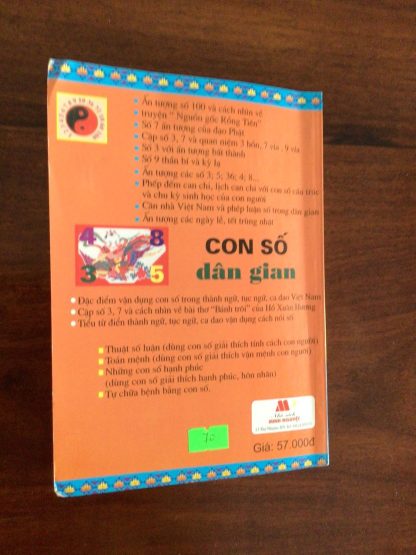 Ấn tượng số 100 và cách nhìn về
truyện " Nguồn gốc Rồng Tiên"
Số 7 ấn tượng của đạo Phật
Cặp số 3, 7 và quan niệm 3 hồn, 7 vía, 9 vía
Số 3 với ấn tượng bất thành
Số 9 thần bí và kỳ lạ
Ấn tượng các số 3; 5; 36; 4; 8...
Phép đếm can chi, lịch can chi với con số cấu trúc
và chu kỳ sinh học của con người
Căn nhà Việt Nam và phép luận số trong dân gian
Ấn tượng các ngày lễ, tết trùng nhật
4 8
3 5
CON SỐ
dân gian
Đặc điểm vận dụng con số trong thành ngữ, tục ngữ, ca dao Việt Nam
Cặp số 3, 7 và cách nhìn về bài thơ "Bánh trôi" của Hồ Xuân Hương
Tiểu từ điển thành ngữ, tục ngữ, ca dao vận dụng cách nói số
Thuật số luận (dùng con số giải thích tính cách con người)
Toán mệnh (dùng con số giải thích vận mệnh con người)
Những con số hạnh phúc
(dùng con số giải thích hạnh phúc, hôn nhân)
Tự chữa bệnh bằng con số.
Nhà sách
MINH NGUYỆT
70
Giá: 57.000đ